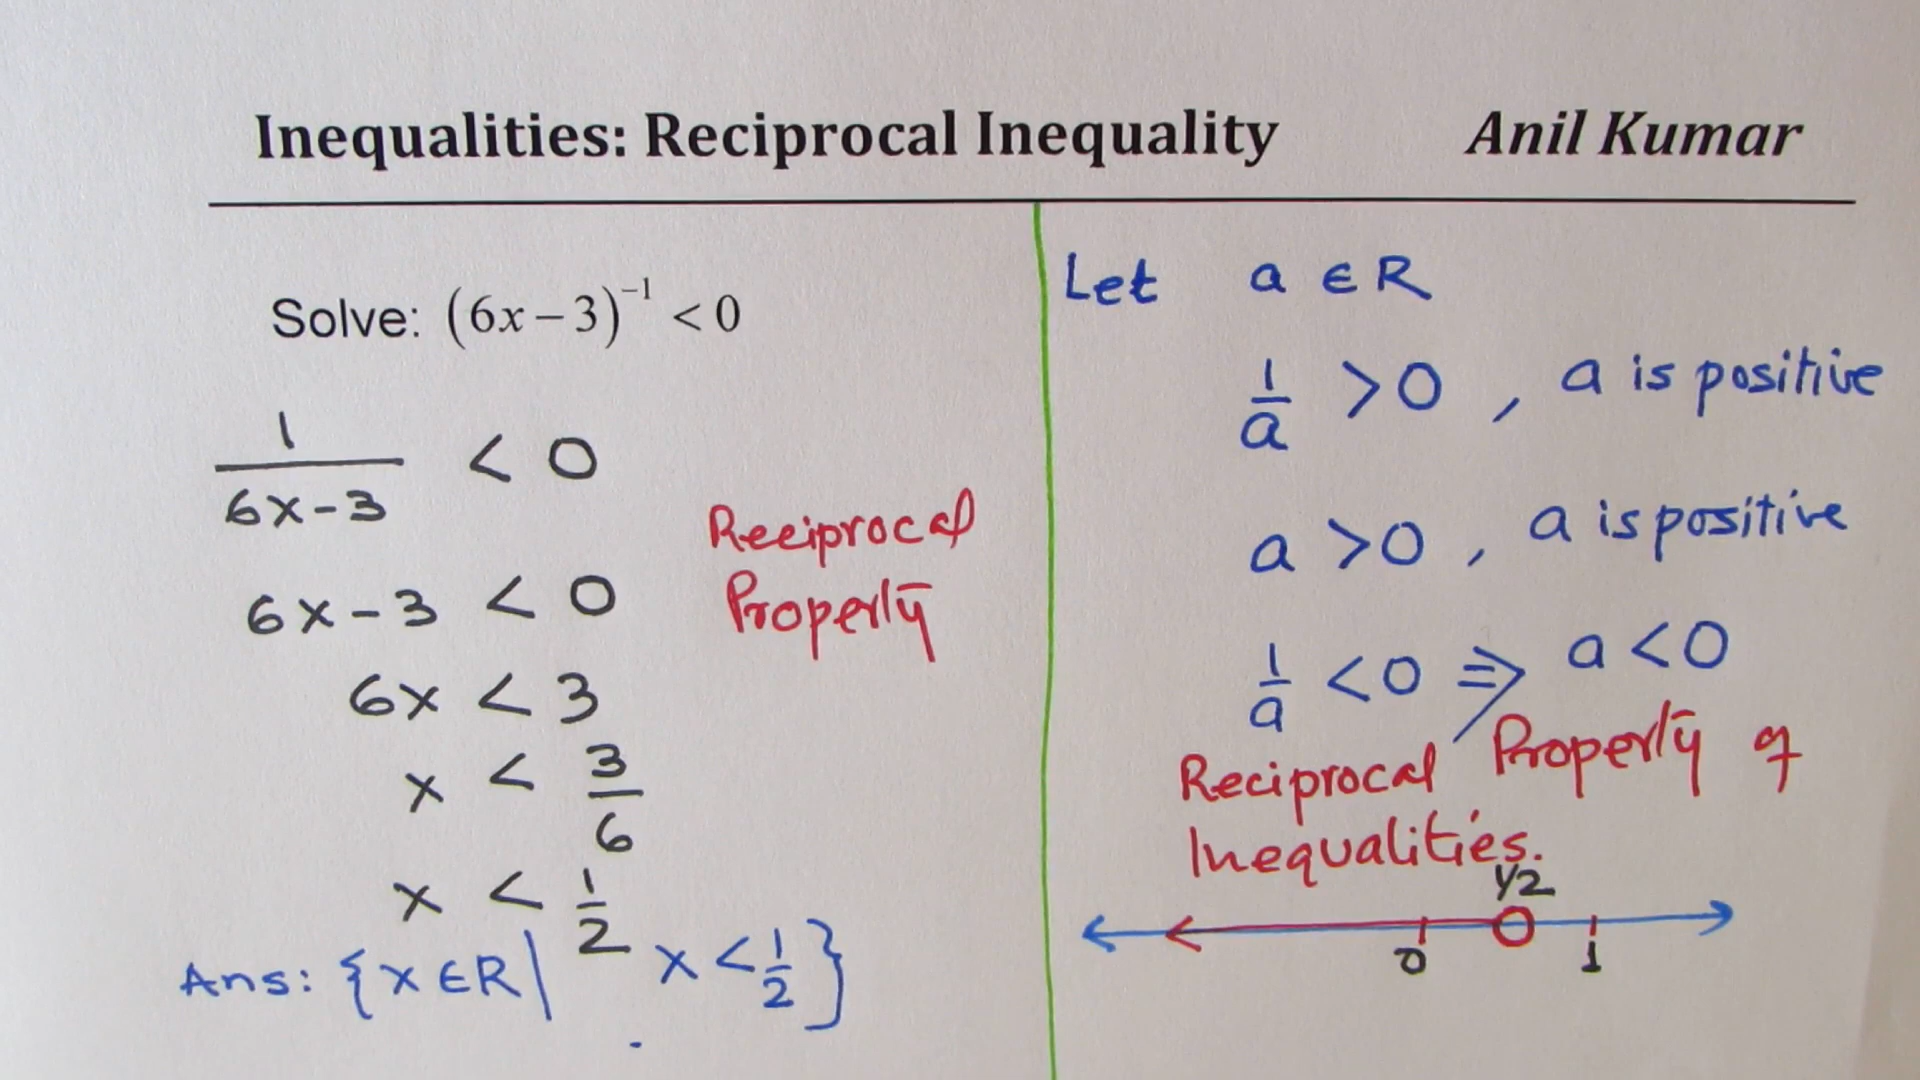 Inequalities: Reciprocal Inequality Anil Kumar
Solve: (6x – 3)⁻¹ < 0
1/(6x-3) < 0
6x-3 < 0
Reciprocal
Property
6x < 3
x < 3/6
x < 1/2
Ans: {x ∈ R | x < 1/2}
Let a ∈ R
1/a > 0, a is positive
a > 0, a is positive
1/a < 0 ⇒ a < 0
Reciprocal Property of
Inequalities.
1/2
0 1